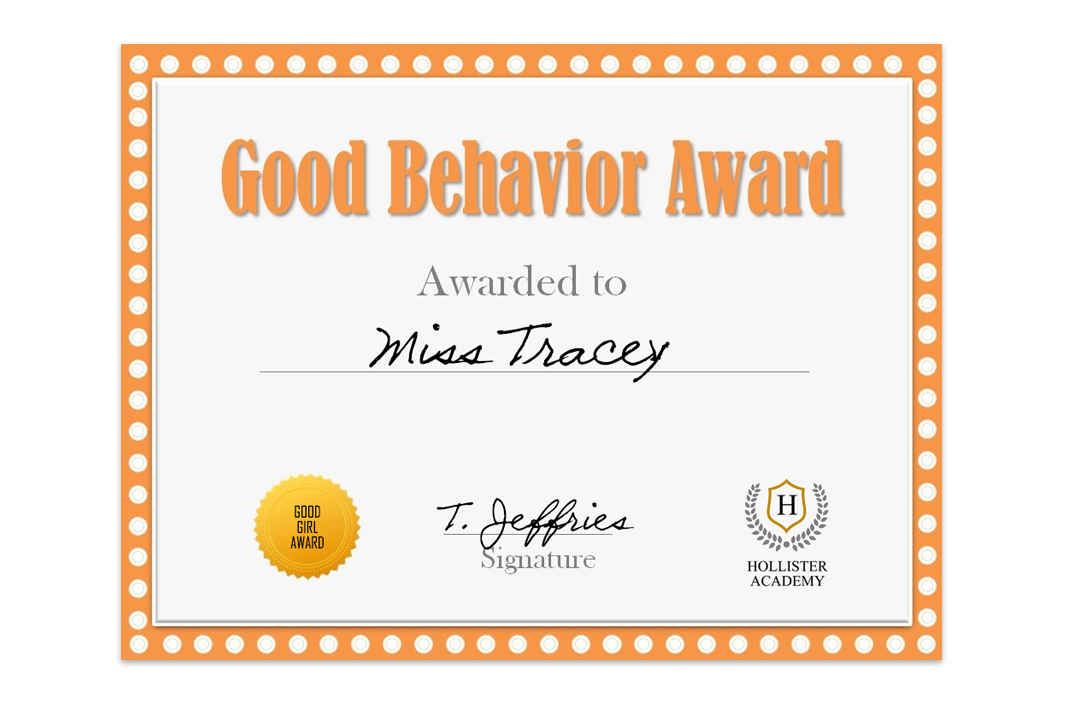 Good Behavior Award
Awarded to
Miss Tracey
GOOD
GIRL
AWARD
T. Jeffries
Signature
H
HOLLISTER
ACADEMY